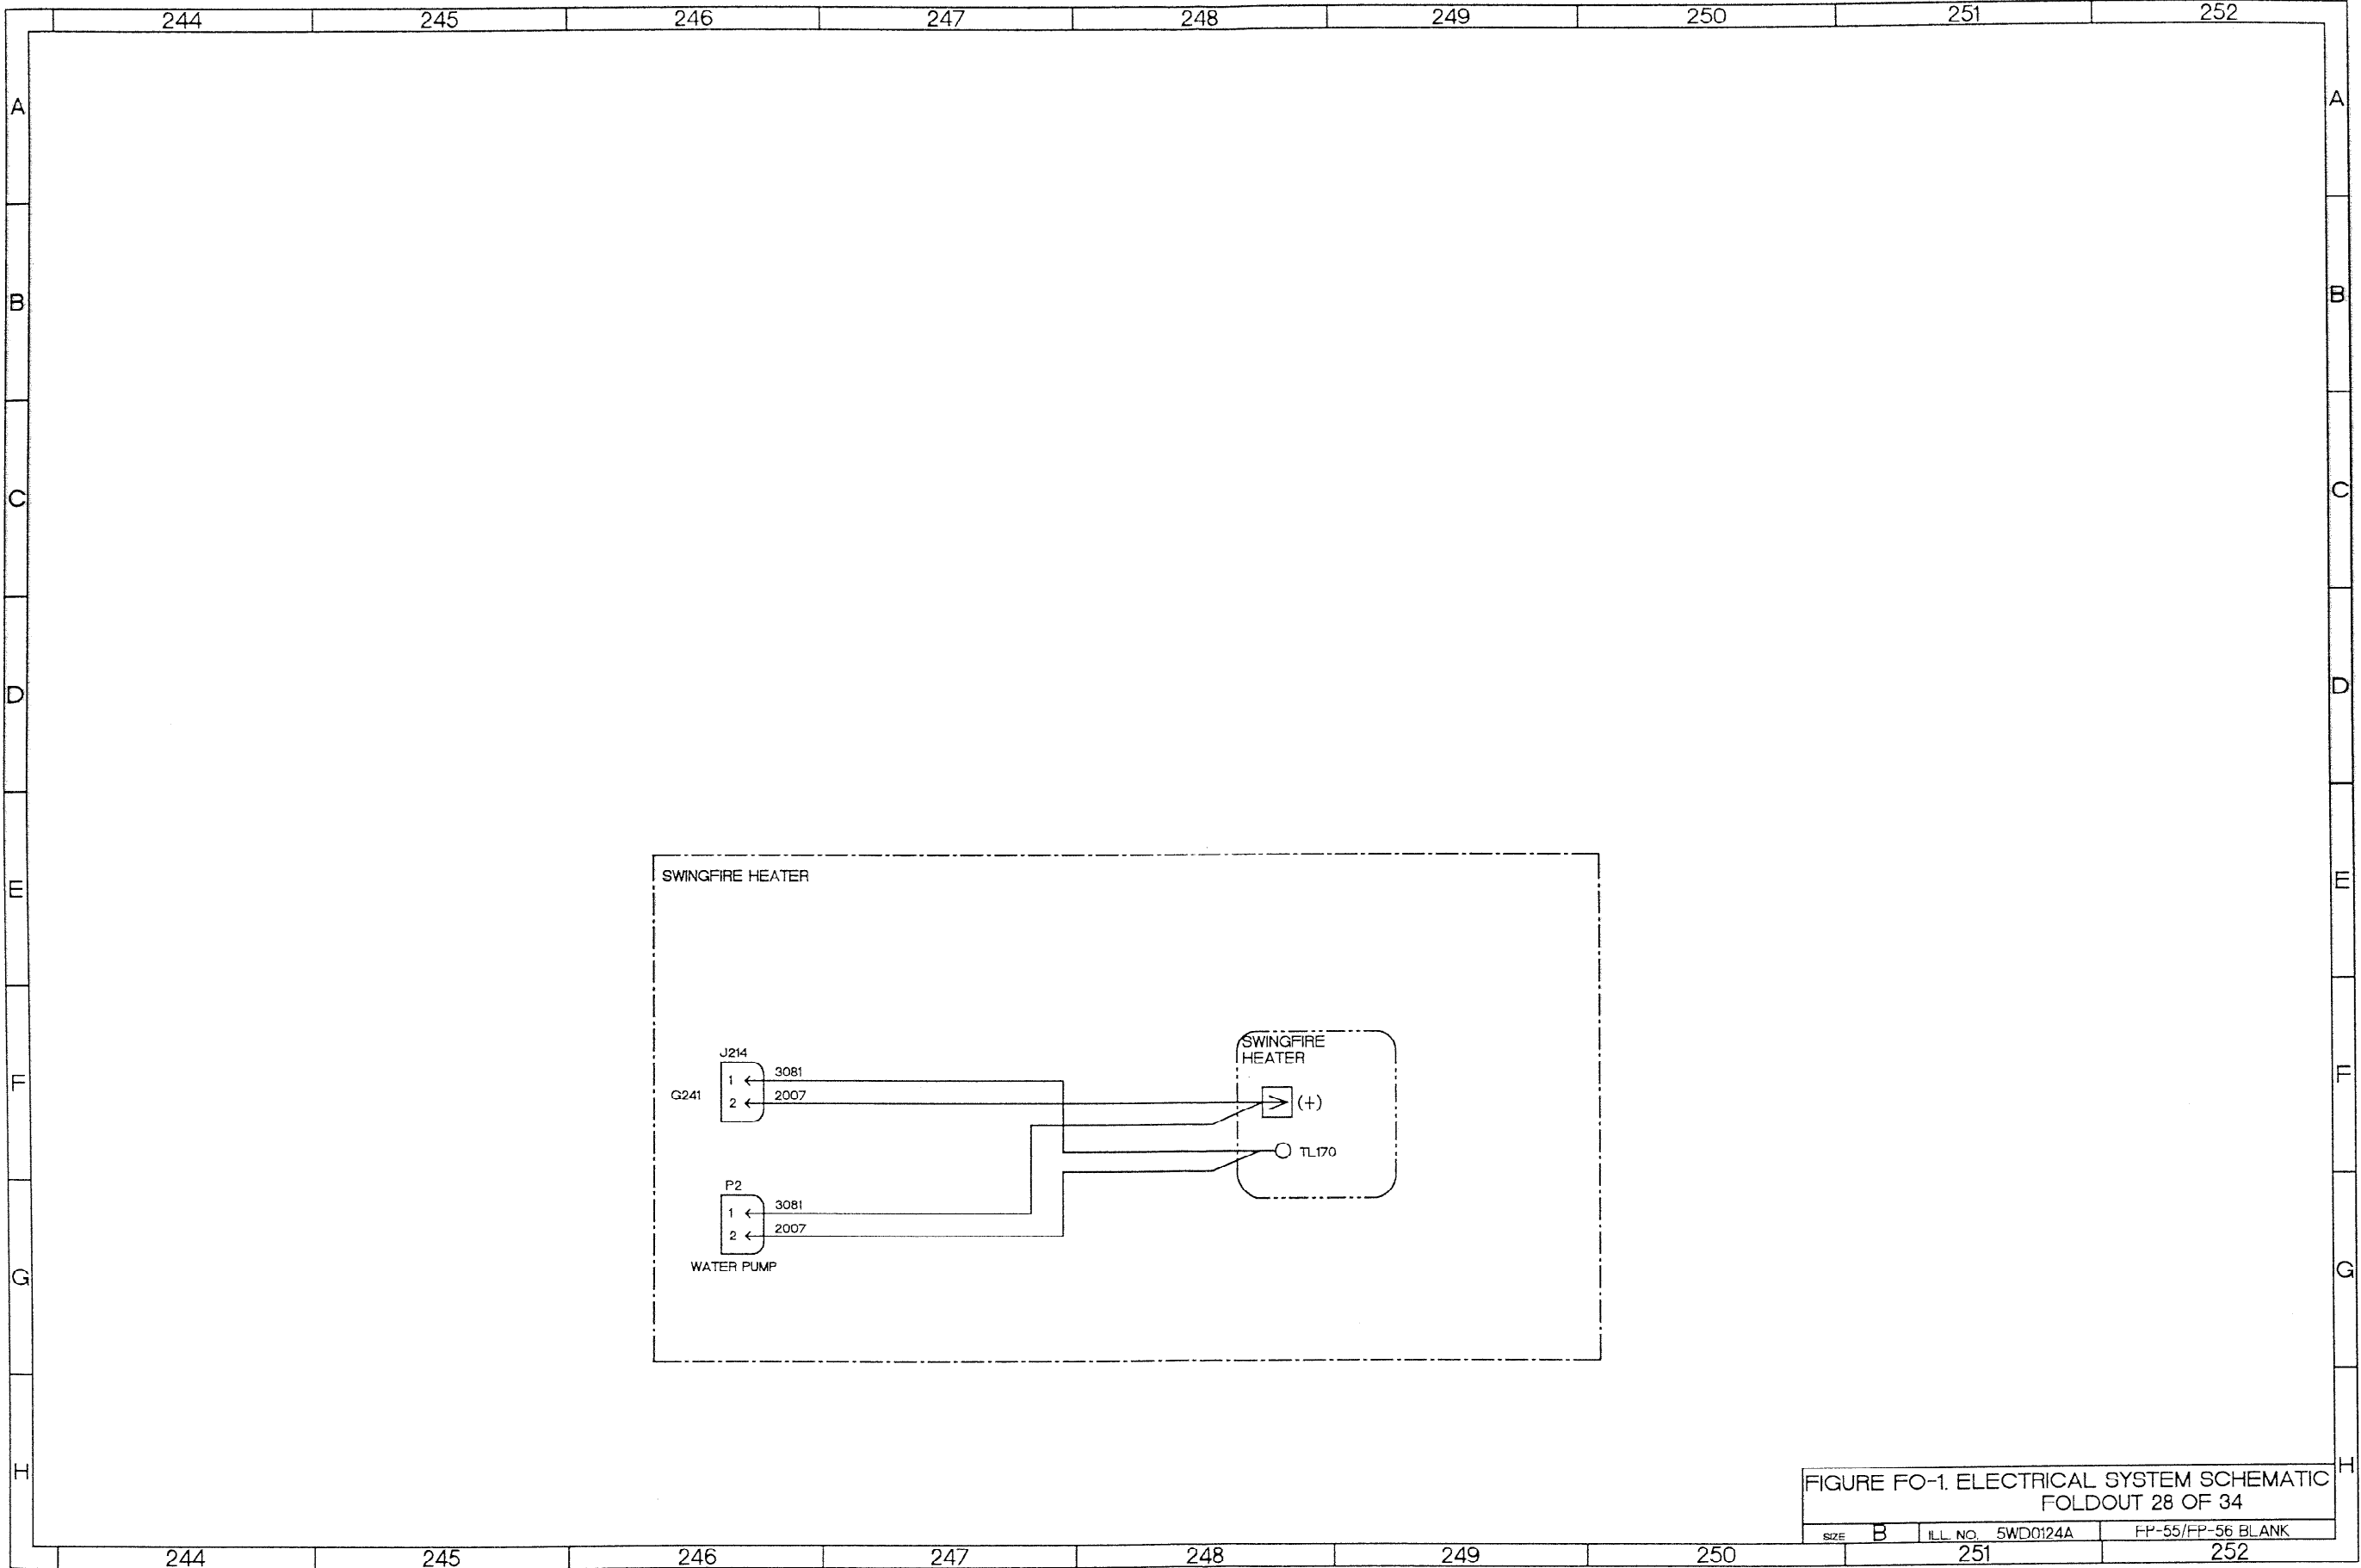 244 245 246 247 248 249 250 251 252
A A
B B
C C
D D
E E
SWINGFIRE HEATER
F F
J214
G241
1 3081
2 2007
SWINGFIRE
HEATER
(+)
TL170
P2
1 3081
2 2007
WATER PUMP
G G
H H
FIGURE FO-1. ELECTRICAL SYSTEM SCHEMATIC
FOLDOUT 28 OF 34
SIZE B ILL. NO. 5WD0124A FP-55/FP-56 BLANK
244 245 246 247 248 249 250 251 252